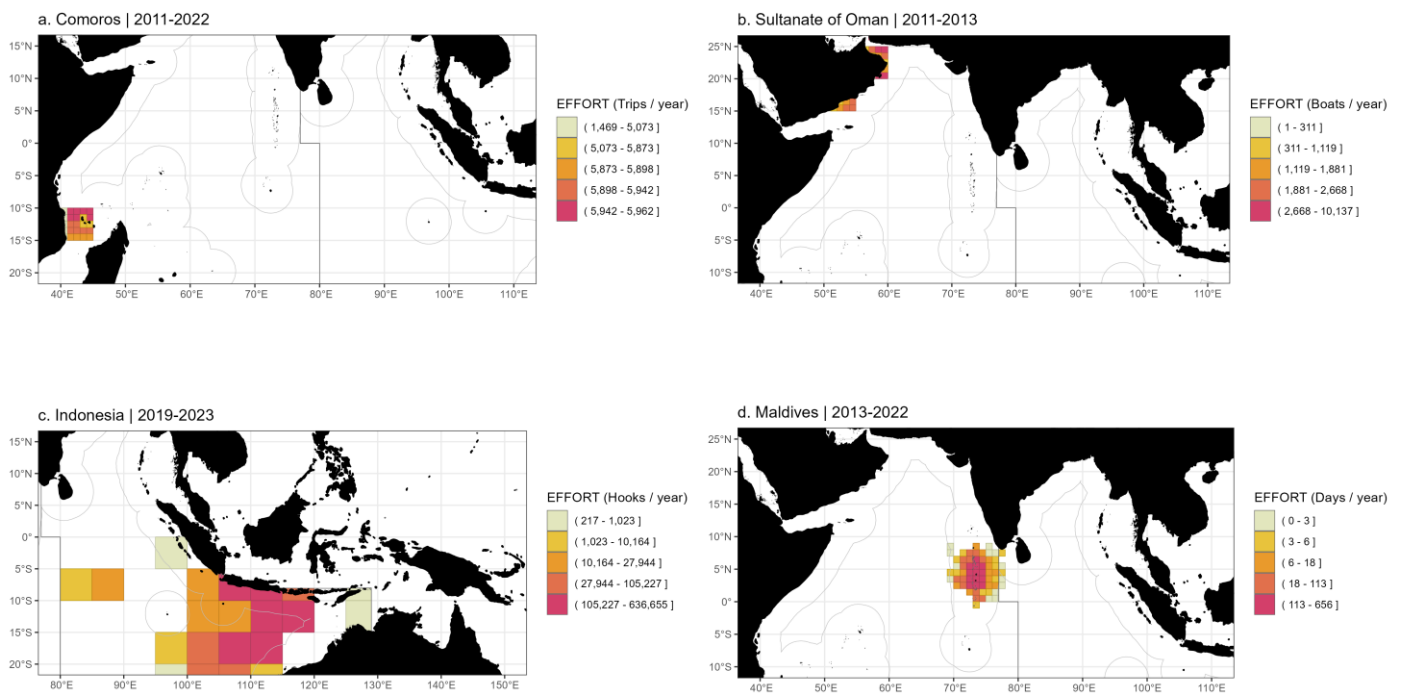 a. Comoros | 2011-2022
15°N
10°N
5°N
0°
5°S
10°S
15°S
20°S
40°E 50°E 60°E 70°E 80°E 90°E 100°E 110°E
EFFORT (Trips / year)
( 1,469 - 5,073 ]
( 5,073 - 5,873 ]
( 5,873 - 5,898 ]
( 5,898 - 5,942 ]
( 5,942 - 5,962 ]
b. Sultanate of Oman | 2011-2013
25°N
20°N
15°N
10°N
5°N
0°
5°S
10°S
40°E 50°E 60°E 70°E 80°E 90°E 100°E 110°E
EFFORT (Boats / year)
( 1 - 311 ]
( 311 - 1,119 ]
( 1,119 - 1,881 ]
( 1,881 - 2,668 ]
( 2,668 - 10,137 ]
c. Indonesia | 2019-2023
15°N
10°N
5°N
0°
5°S
10°S
15°S
20°S
80°E 90°E 100°E 110°E 120°E 130°E 140°E 150°E
EFFORT (Hooks / year)
( 217 - 1,023 ]
( 1,023 - 10,164 ]
( 10,164 - 27,944 ]
( 27,944 - 105,227 ]
( 105,227 - 636,655 ]
d. Maldives | 2013-2022
25°N
20°N
15°N
10°N
5°N
0°
5°S
10°S
40°E 50°E 60°E 70°E 80°E 90°E 100°E 110°E
EFFORT (Days / year)
( 0 - 3 ]
( 3 - 6 ]
( 6 - 18 ]
( 18 - 113 ]
( 113 - 656 ]